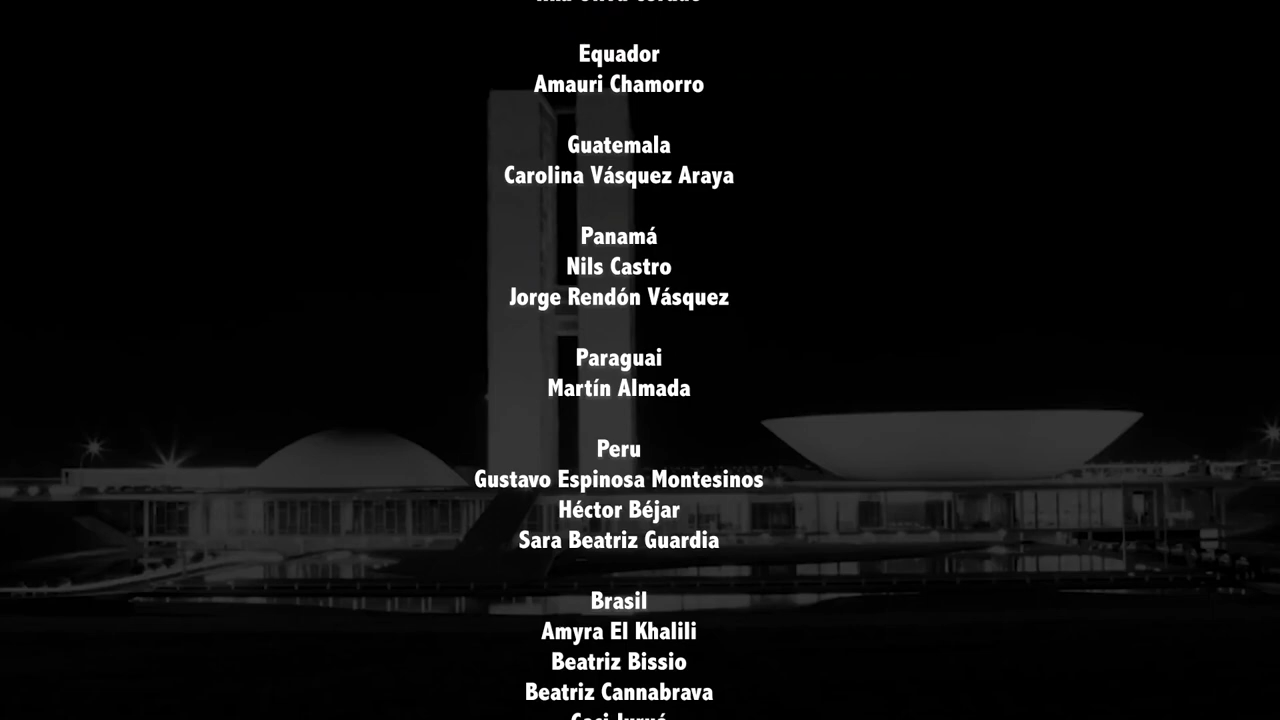 Equador
Amauri Chamorro
Guatemala
Carolina Vásquez Araya
Panamá
Nils Castro
Jorge Rendón Vásquez
Paraguai
Martín Almada
Peru
Gustavo Espinosa Montesinos
Héctor Béjar
Sara Beatriz Guardia
Brasil
Amyra El Khalili
Beatriz Bissio
Beatriz Cannabrava